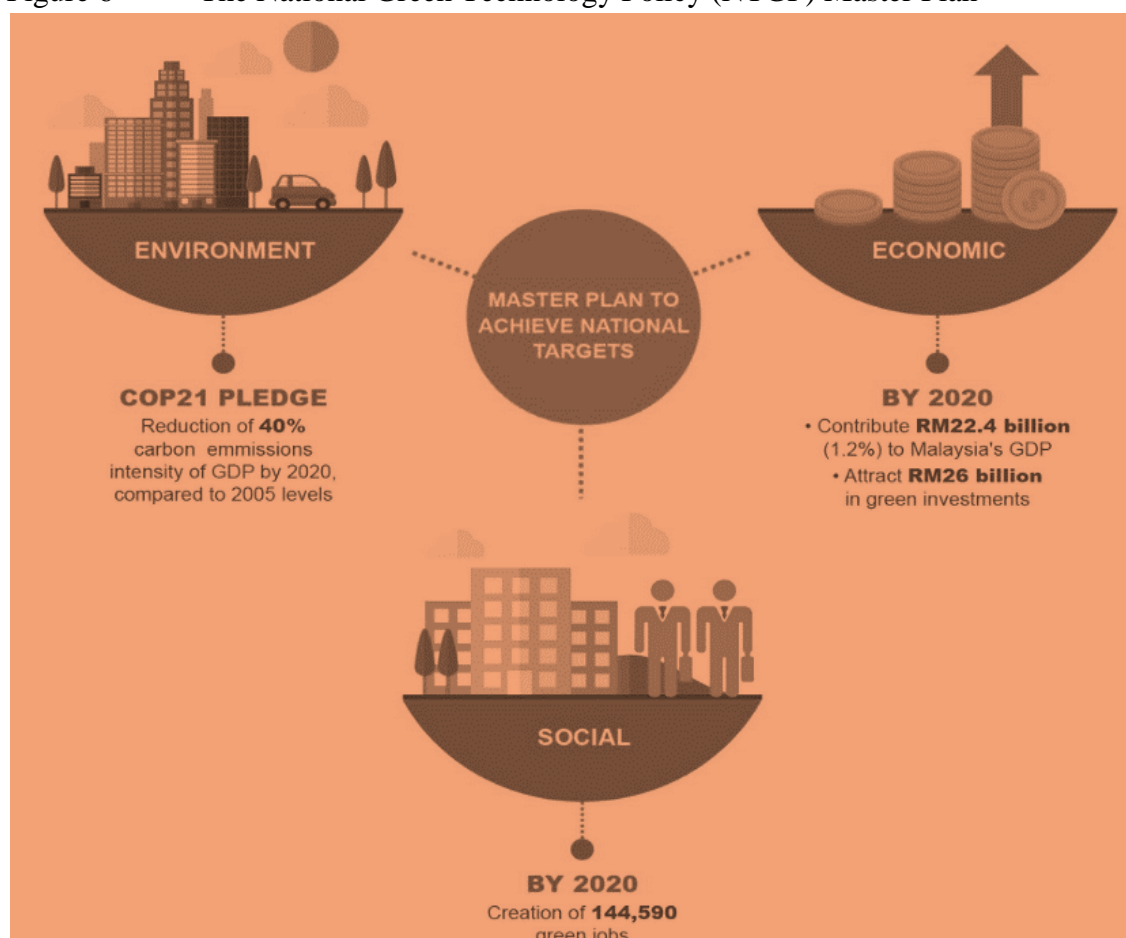 Figure 6 The National Green Technology Policy (NTGP) Master Plan
ENVIRONMENT
COP21 PLEDGE
Reduction of 40%
carbon emmissions
intensity of GDP by 2020,
compared to 2005 levels
MASTER PLAN TO
ACHIEVE NATIONAL
TARGETS
ECONOMIC
BY 2020
• Contribute RM22.4 billion
(1.2%) to Malaysia's GDP
• Attract RM26 billion
in green investments
SOCIAL
BY 2020
Creation of 144,590
green jobs